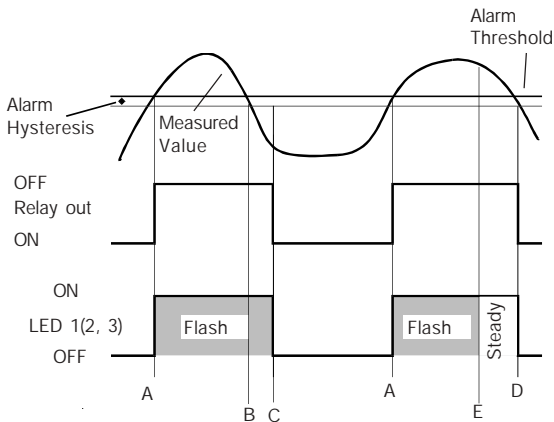 Alarm
Threshold
Alarm
Hysteresis
Measured
Value
OFF
Relay out
ON
ON
LED 1(2, 3)
OFF
Flash
Flash
Steady
A
B
C
A
E
D